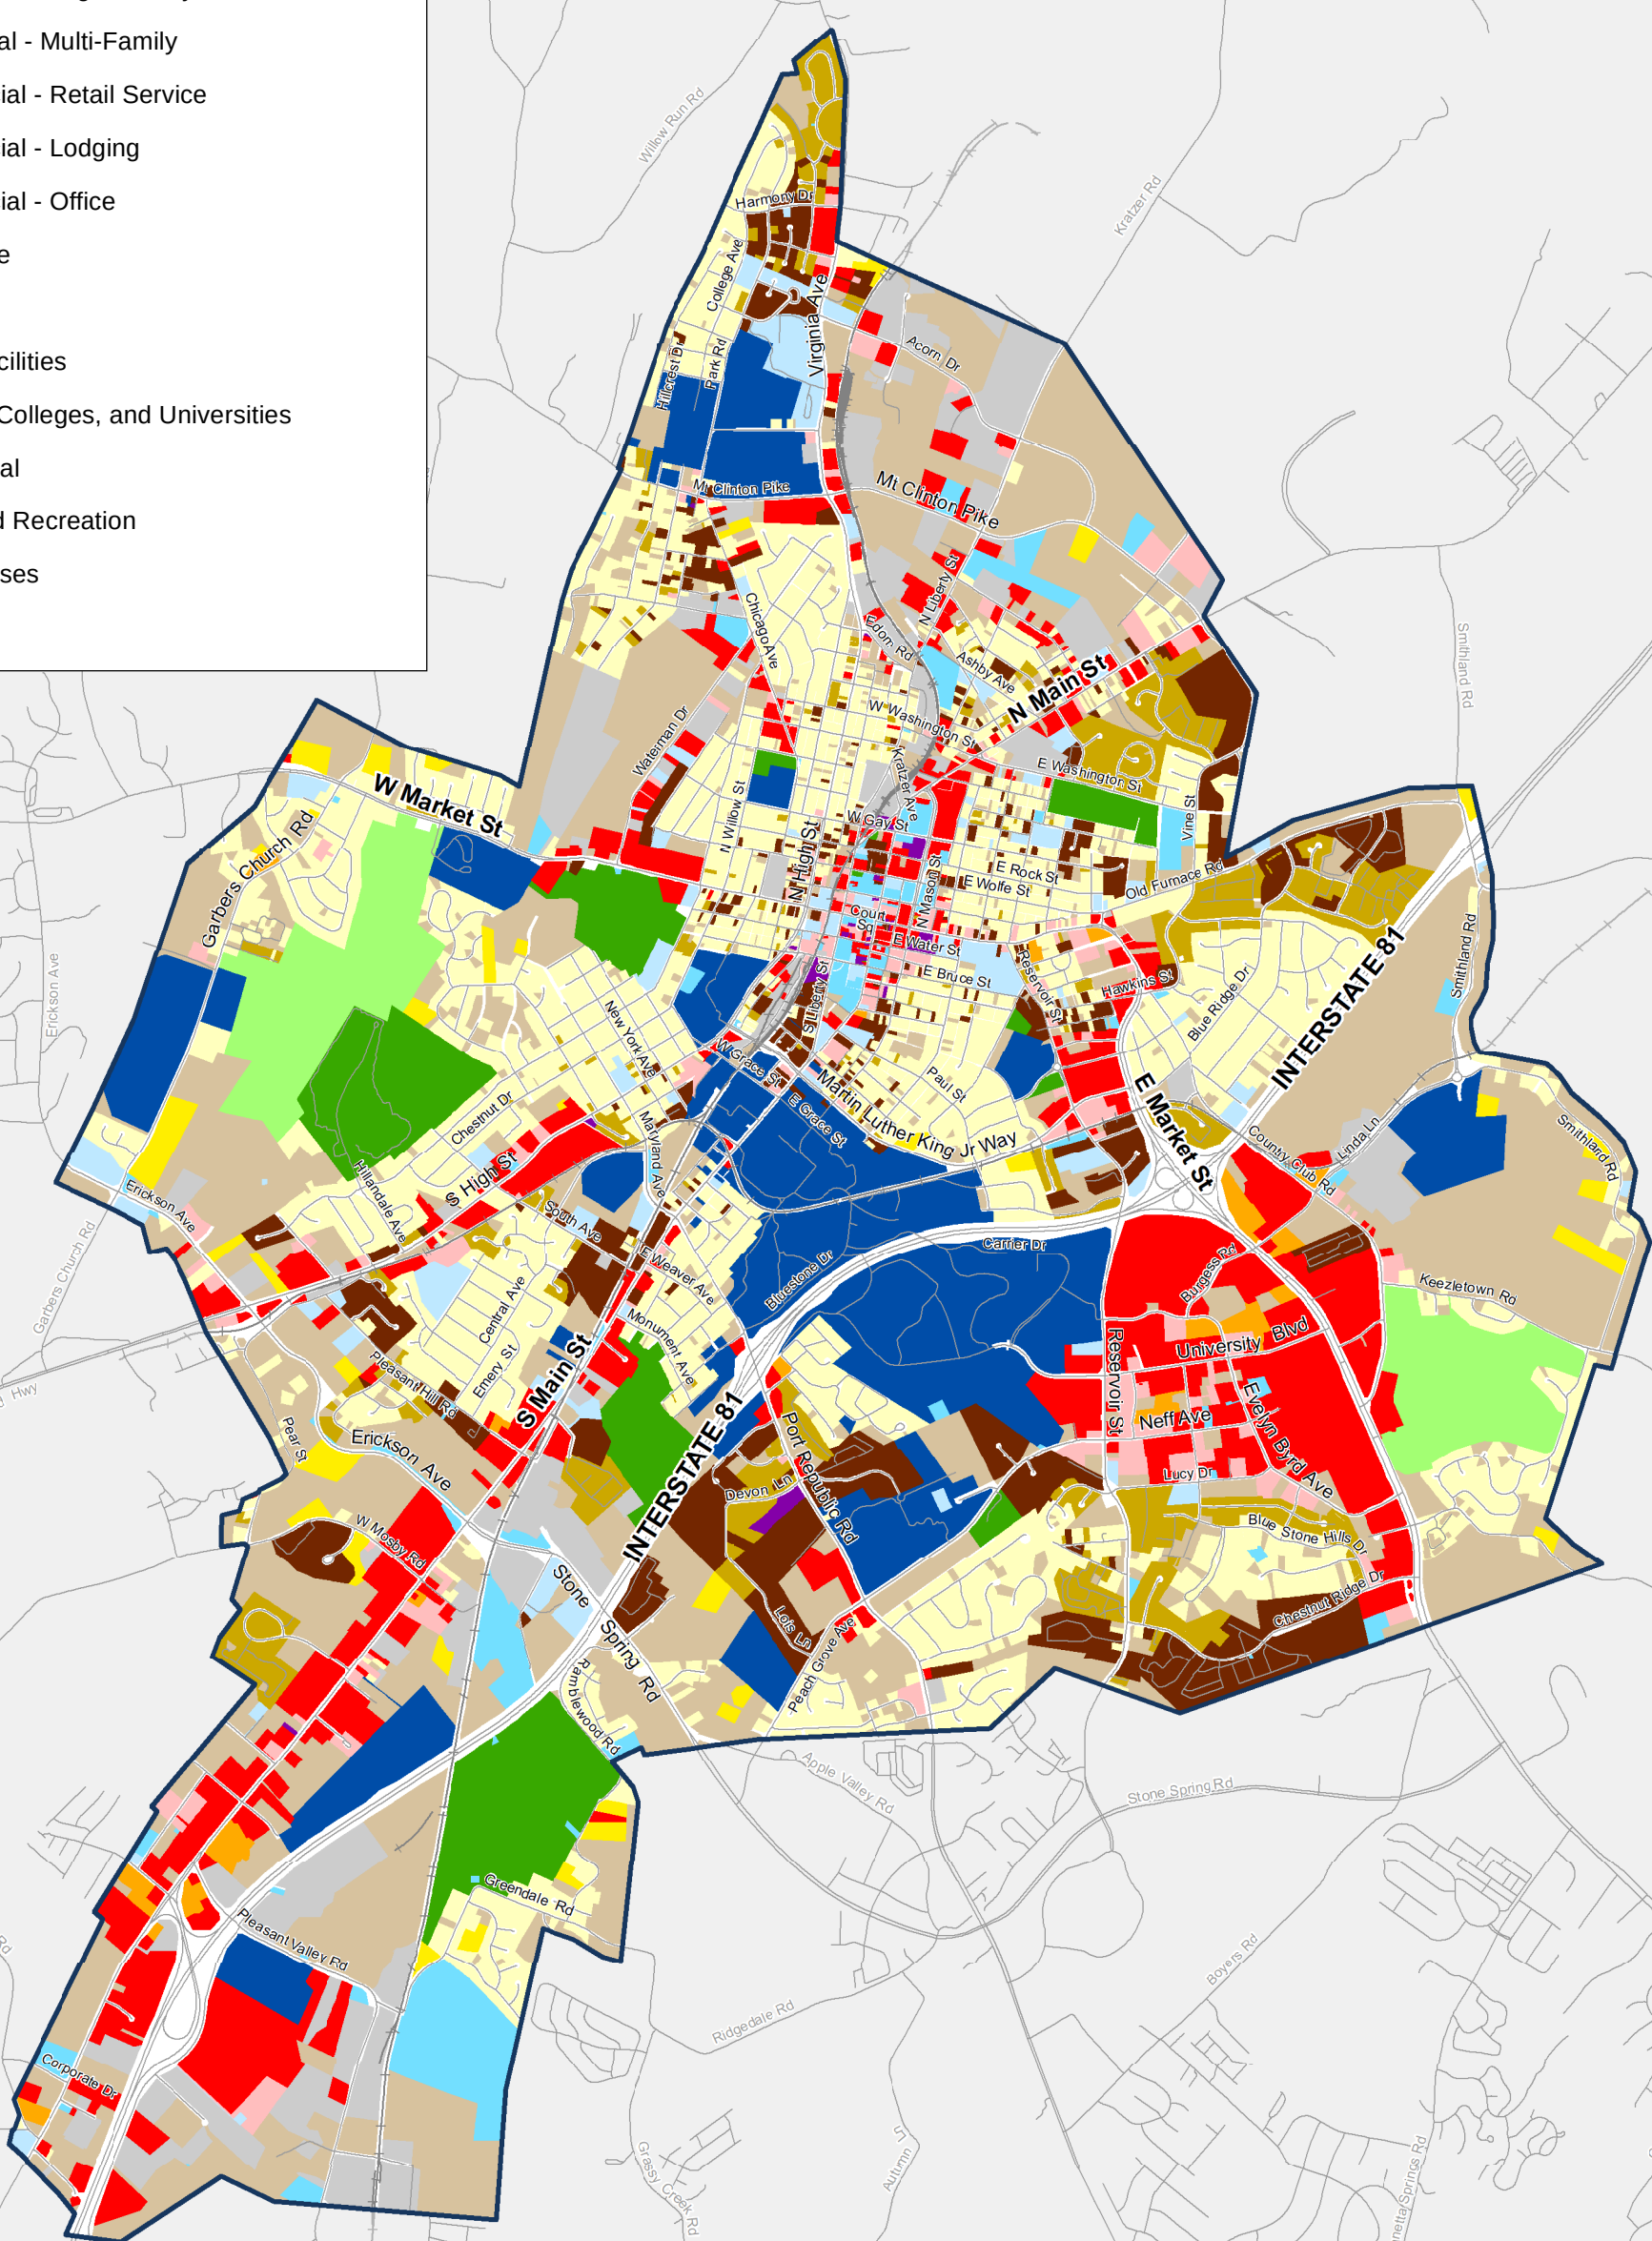 al - Multi-Family
ial - Retail Service
ial - Lodging
ial - Office
e
cilities
Colleges, and Universities
al
d Recreation
ses
Willow Run Rd
Kratzer Rd
Harmony Dr
College Ave
Virginia Ave
Hillcrest Dr
Park Rd
Acorn Dr
Mt Clinton Pike
Mt Clinton Pike
N Liberty St
Chicago Ave
Edom Rd
Ashby Ave
N Main St
Smithland Rd
W Washington St
Waterman Dr
Kratzer Ave
E Washington St
W Market St
N Willow St
W Gay St
Vine St
Garbers Church Rd
N High St
N Mason St
E Rock St
E Wolfe St
Old Furnace Rd
Court
Sq
E Water St
Erickson Ave
E Bruce St
Reservoir St
Hawkins St
Blue Ridge Dr
INTERSTATE 81
Smithland Rd
S Liberty St
New York Ave
W Grace St
Paul St
Martin Luther King Jr Way
E Grace St
E Market St
Chestnut Dr
Maryland Ave
Country Club Rd
Linda Ln
Smithland Rd
S High St
Hillandale Ave
Erickson Ave
South Ave
Garbers Church Rd
E Weaver Ave
Bluestone Dr
Carrier Dr
Burgess Rd
Keezletown Rd
Central Ave
Monument Ave
University Blvd
Reservoir St
Emery St
Pleasant Hill Rd
S Main St
Hwy
Pear St
Erickson Ave
INTERSTATE 81
Port Republic Rd
Neff Ave
Evelyn Byrd Ave
Lucy Dr
Devon Ln
W Mosby Rd
Blue Stone Hills Dr
Stone Spring Rd
Chestnut Ridge Dr
Lois Ln
Peach Grove Ave
Ramblewood Rd
Apple Valley Rd
Stone Spring Rd
Greendale Rd
Pleasant Valley Rd
Boyers Rd
Ridgedale Rd
Corporate Dr
Rd
Grassy Creek Rd
Autumn Ln
netta Springs Rd